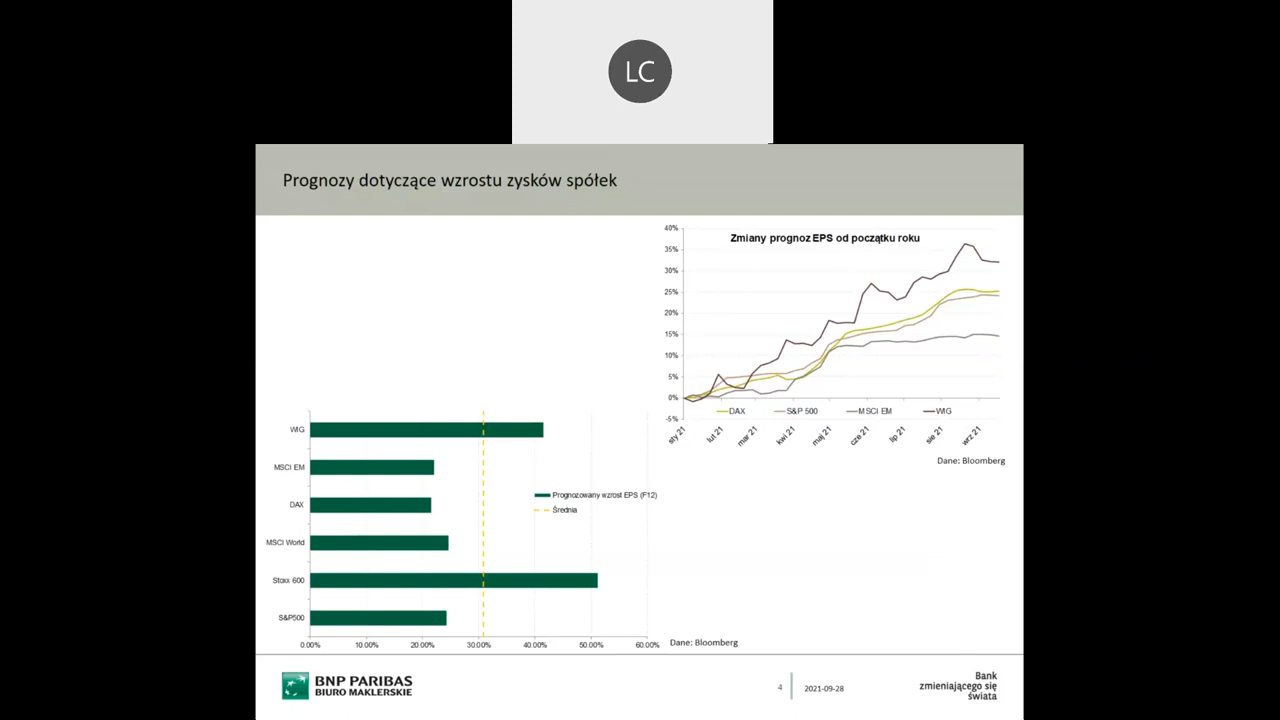 LC
Prognozy dotyczące wzrostu zysków spółek
Zmiany prognoz EPS od początku roku
40%
35%
30%
25%
20%
15%
10%
5%
0%
-5%
DAX S&P 500 MSCI EM WIG
sty 21 lut 21 mar 21 kwi 21 maj 21 cze 21 lip 21 sie 21 wrz 21
Dane: Bloomberg
WIG
MSCI EM
DAX
MSCI World
Stoxx 600
S&P500
Prognozowany wzrost EPS (F12)
Średnia
0.00% 10.00% 20.00% 30.00% 40.00% 50.00% 60.00%
Dane: Bloomberg
BNP PARIBAS
BIURO MAKLERSKIE
4
2021-09-28
Bank
zmieniającego się
świata